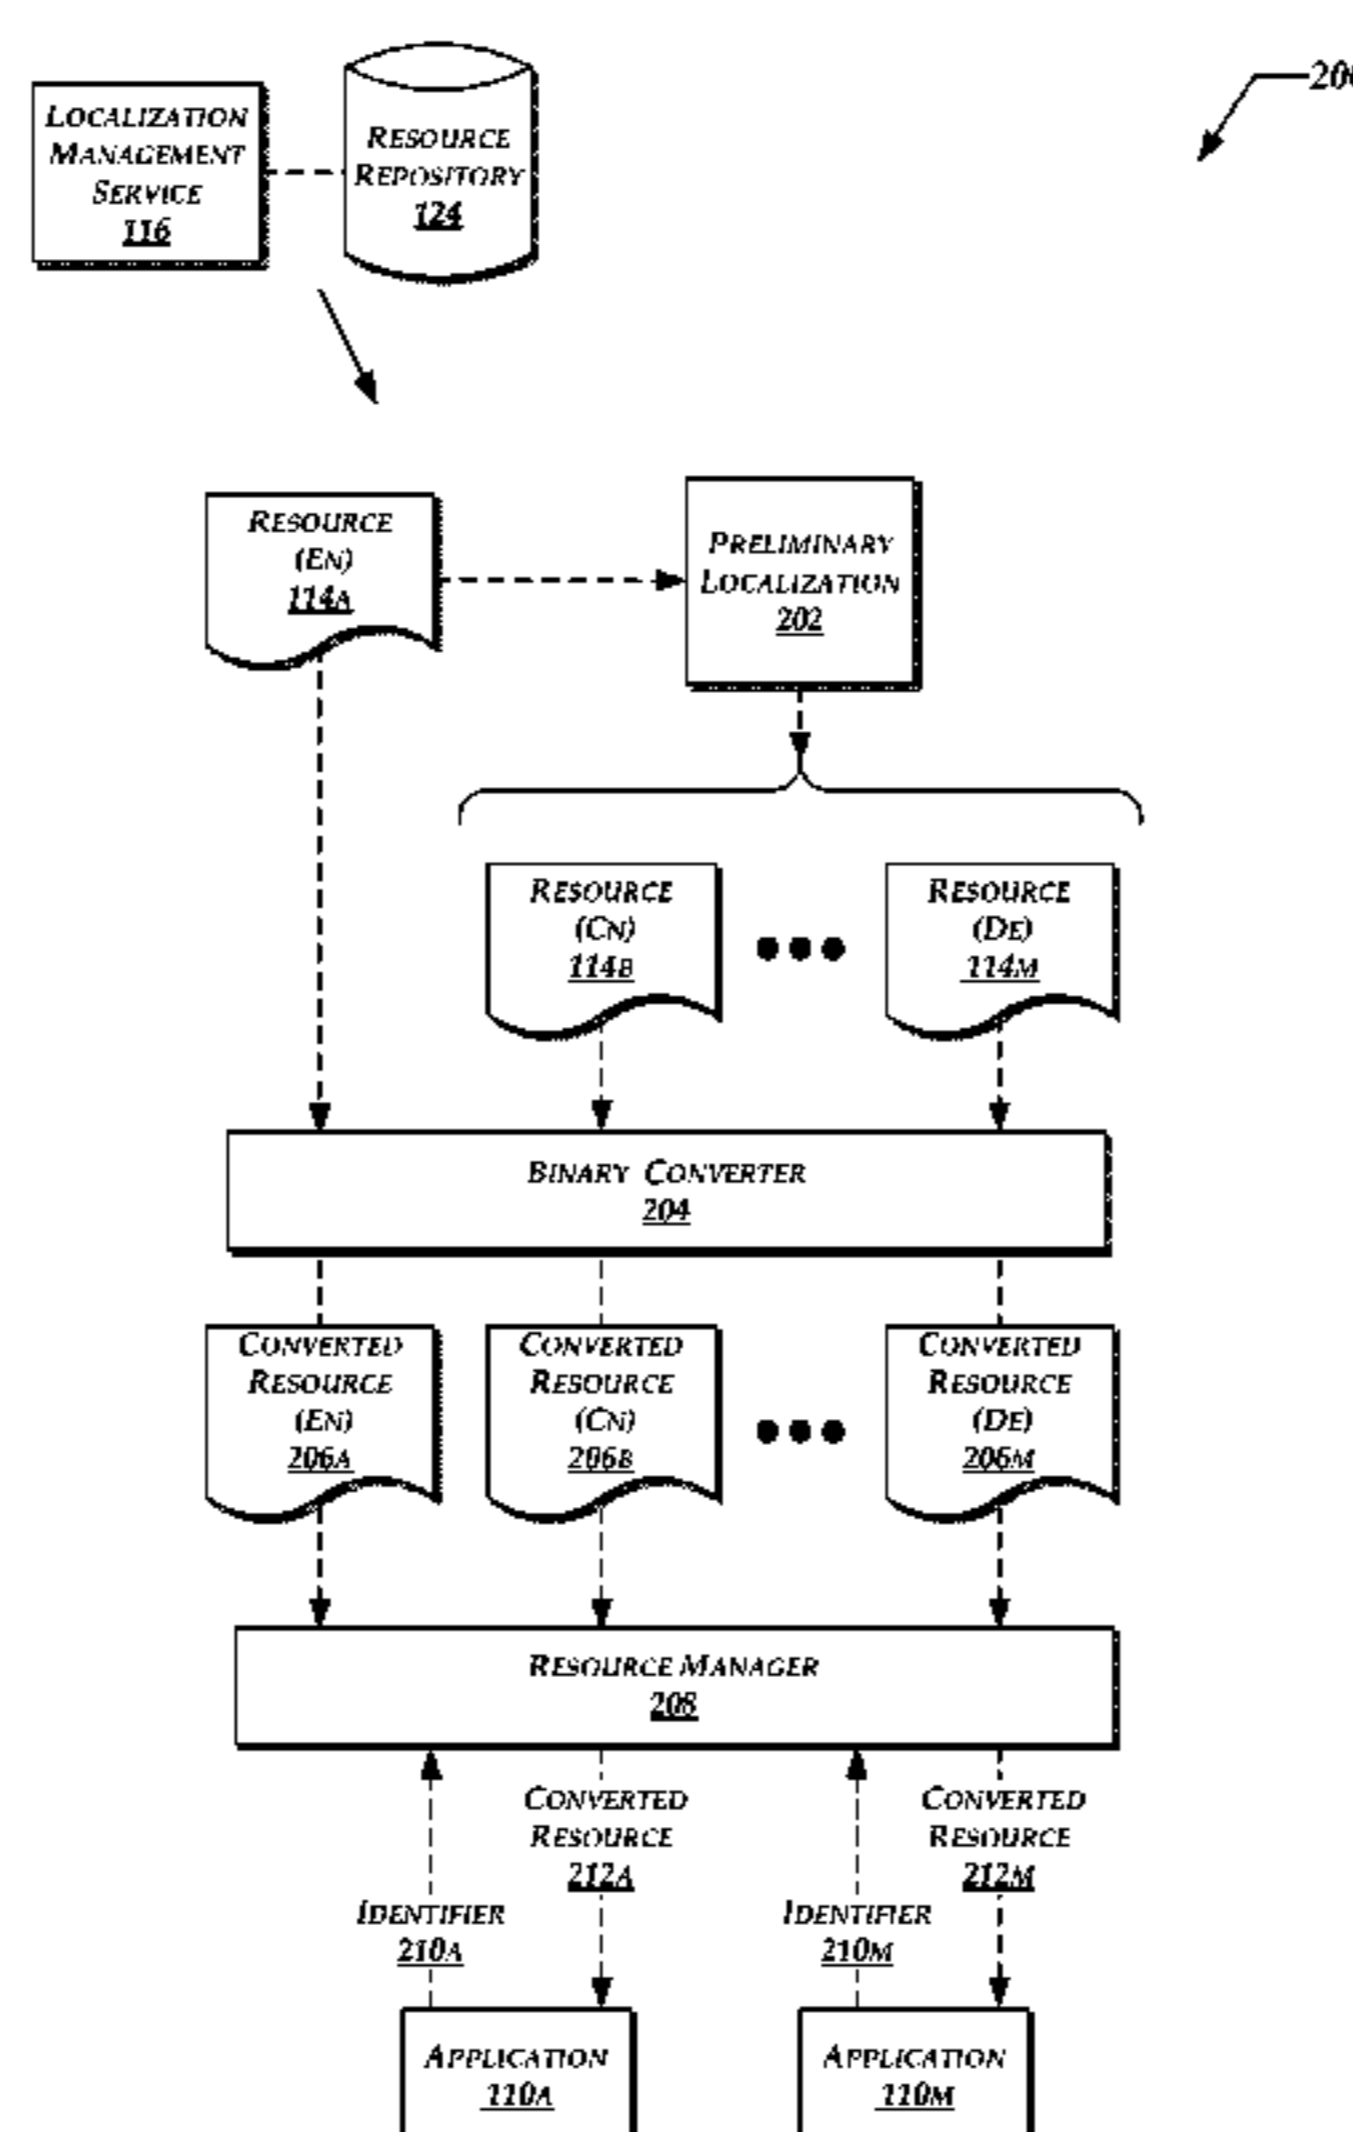 LOCALIZATION
MANAGEMENT
SERVICE
116
RESOURCE
REPOSITORY
124
RESOURCE
(EN)
114A
PRELIMINARY
LOCALIZATION
202
RESOURCE
(CN)
114B
RESOURCE
(DE)
114M
BINARY CONVERTER
204
CONVERTED
RESOURCE
(EN)
206A
CONVERTED
RESOURCE
(CN)
206B
CONVERTED
RESOURCE
(DE)
206M
RESOURCE MANAGER
208
IDENTIFIER
210A
CONVERTED
RESOURCE
212A
IDENTIFIER
210M
CONVERTED
RESOURCE
212M
APPLICATION
110A
APPLICATION
110M